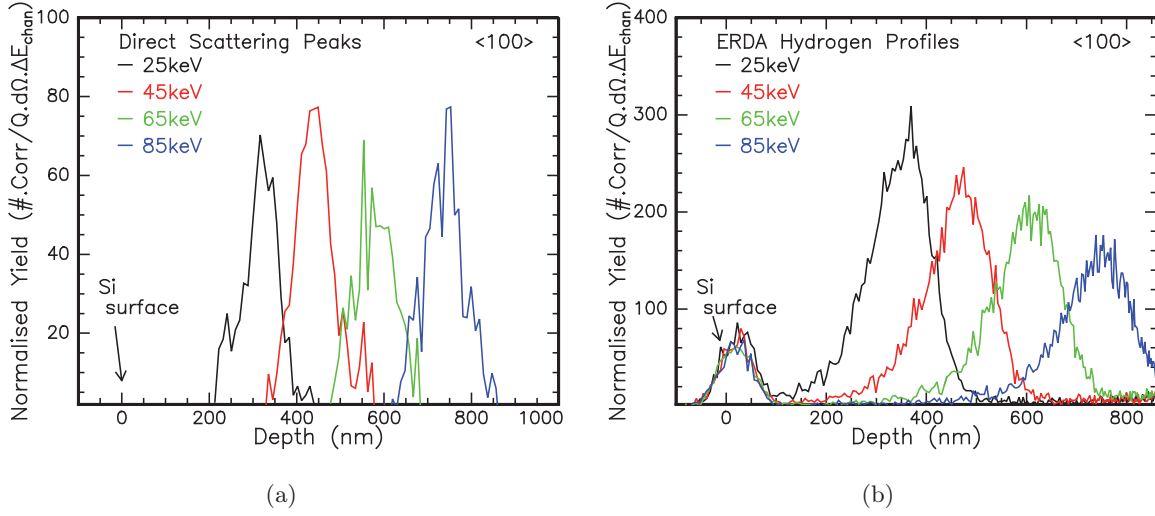 Normalised Yield (#.Corr/Q.dΩ.ΔE_chan)
100
80
60
40
20
Direct Scattering Peaks <100>
25keV
45keV
65keV
85keV
Si
surface
0 200 400 600 800 1000
Depth (nm)
(a)
Normalised Yield (#.Corr/Q.dΩ.ΔE_chan)
400
300
200
100
ERDA Hydrogen Profiles <100>
25keV
45keV
65keV
85keV
Si
surface
0 200 400 600 800
Depth (nm)
(b)